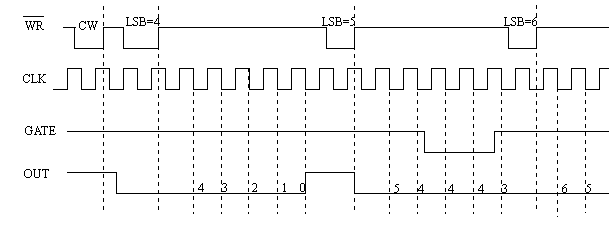 WR CW LSB=4 LSB=5 LSB=6
CLK
GATE
OUT 4 3 2 1 0 5 4 4 4 3 6 5